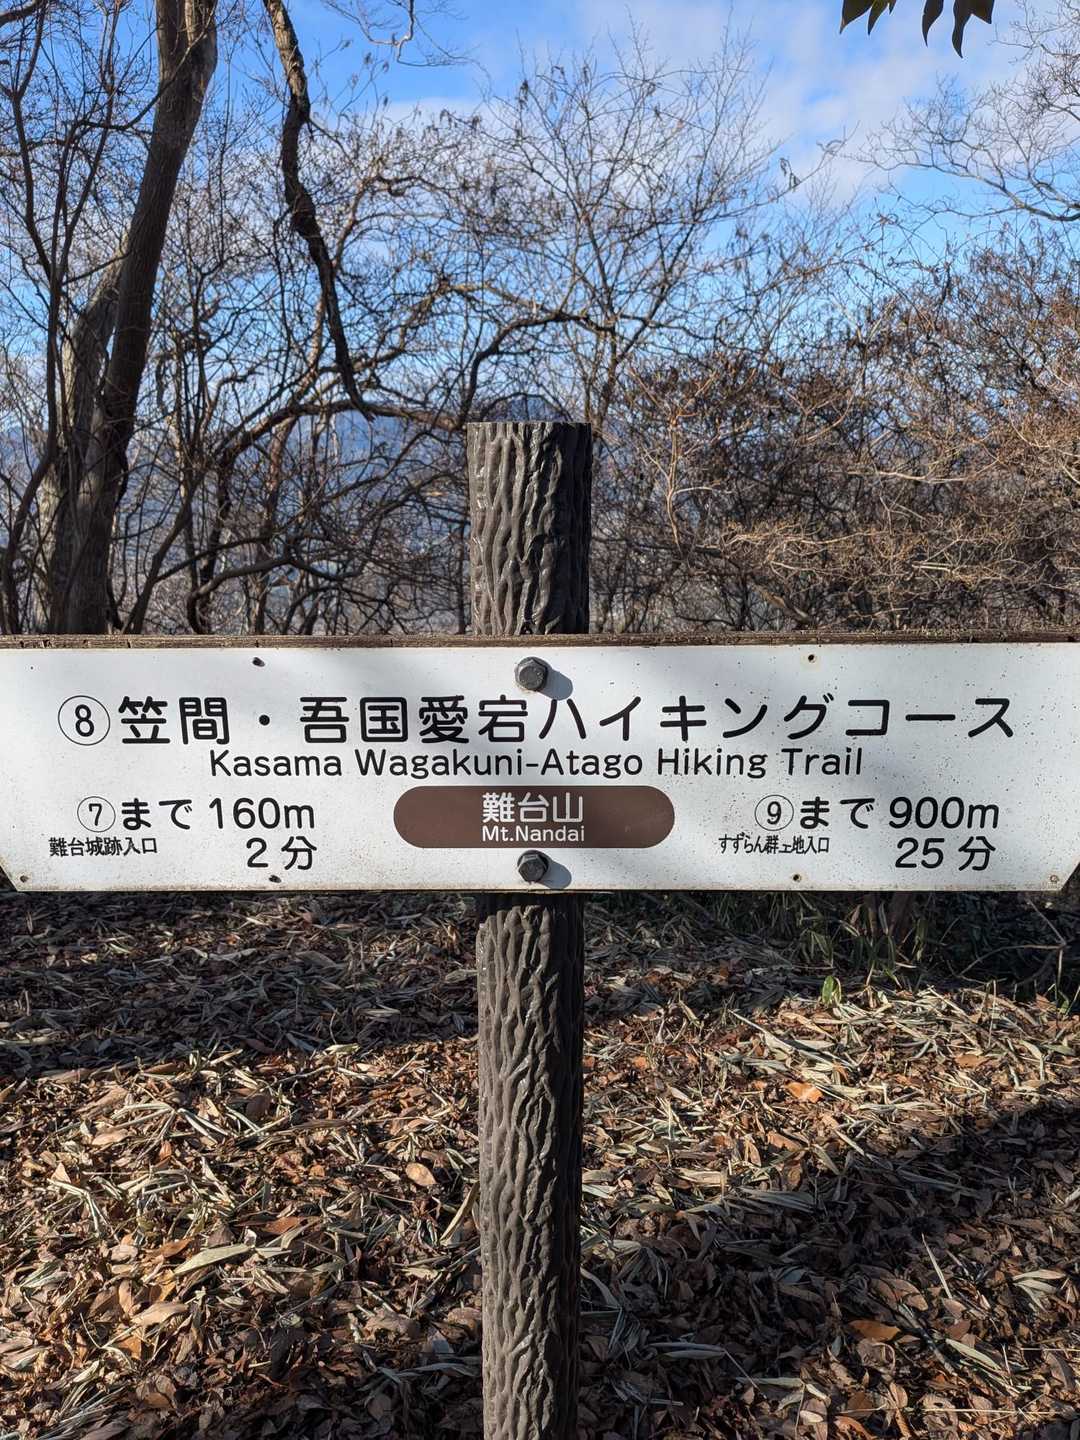 ⑧笠間・吾国愛宕ハイキングコース
Kasama Wagakuni-Atago Hiking Trail
⑦まで 160m
難台城跡入口 2分
難台山
Mt.Nandai
⑨まで 900m
すずらん群生地入口 25分